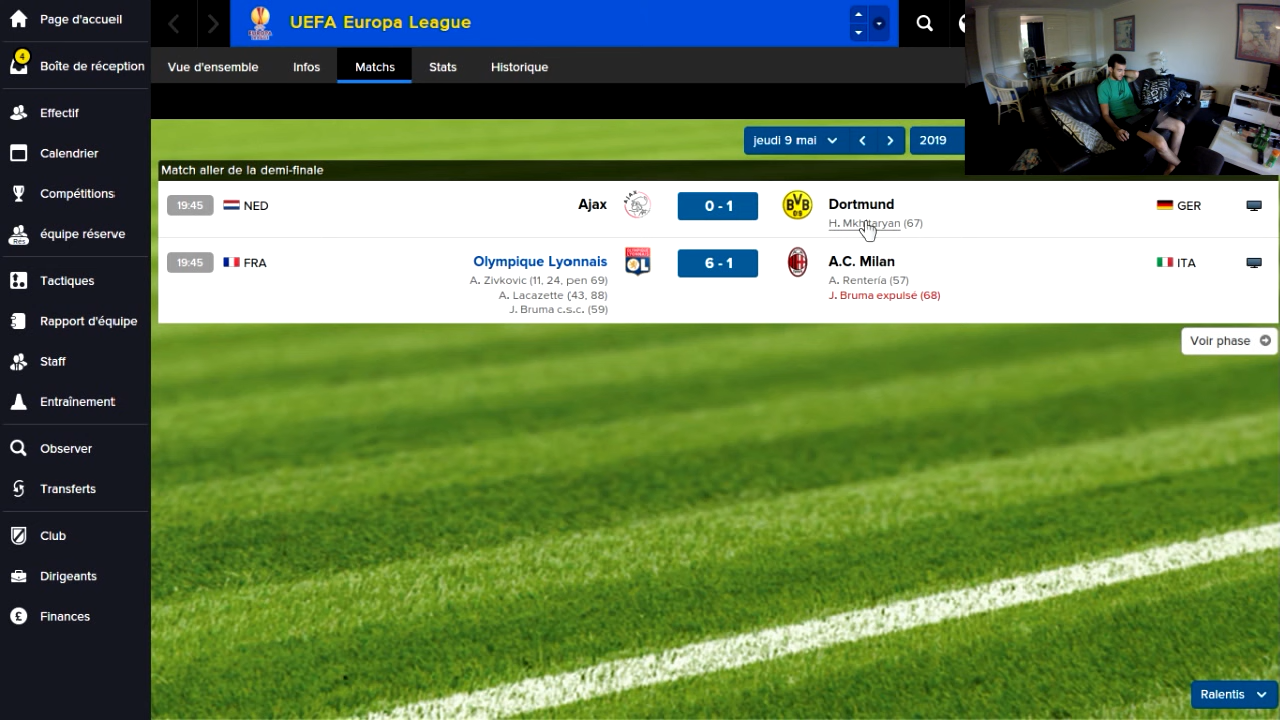 Page d'accueil
UEFA Europa League
4
Boîte de réception
Vue d'ensemble
Infos
Matchs
Stats
Historique
Effectif
Calendrier
jeudi 9 mai
2019
Match aller de la demi-finale
Compétitions
19:45 NED Ajax 0 - 1 Dortmund GER
H. Mkhitaryan (67)
équipe réserve
19:45 FRA Olympique Lyonnais 6 - 1 A.C. Milan ITA
A. Zivkovic (11, 24, pen 69) A. Rentería (57)
A. Lacazette (43, 88) J. Bruma expulsé (68)
J. Bruma c.s.c. (59)
Tactiques
Rapport d'équipe
Voir phase
Staff
Entraînement
Observer
Transferts
Club
Dirigeants
Finances
Ralentis